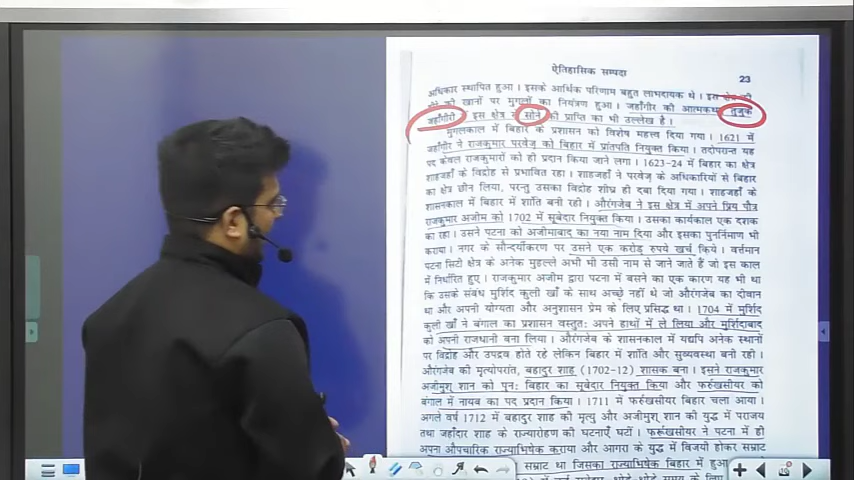 ऐतिहासिक सम्पदा
23
अधिकार स्थापित हुआ । इसके आर्थिक परिणाम बहुत लाभदायक थे । इस क्षेत्र की
की खानों पर मुगलों का नियंत्रण हुआ । जहाँगीर की आत्मकथा तुजुक
जहाँगीरी इस क्षेत्र सोने की प्राप्ति का भी उल्लेख है ।
मुगलकाल में बिहार के प्रशासन को विशेष महत्त्व दिया गया । 1621 में
जहाँगीर ने राजकुमार परवेज़ को बिहार में प्रांतपति नियुक्त किया । तदोपरान्त यह
पद केवल राजकुमारों को ही प्रदान किया जाने लगा । 1623-24 में बिहार का क्षेत्र
शाहजहाँ के विद्रोह से प्रभावित रहा । शाहजहाँ ने परवेज़ के अधिकारियों से बिहार
का क्षेत्र छीन लिया, परन्तु उसका विद्रोह शीघ्र ही दबा दिया गया । शाहजहाँ के
शासनकाल में बिहार में शाँति बनी रही । औरंगजेब ने इस क्षेत्र में अपने प्रिय पौत्र
राजकुमार अजीम को 1702 में सूबेदार नियुक्त किया । उसका कार्यकाल एक दशक
का रहा । उसने पटना को अजीमाबाद का नया नाम दिया और इसका पुनर्निमाण भी
कराया । नगर के सौन्दर्यीकरण पर उसने एक करोड़ रुपये खर्च किये । वर्त्तमान
पटना सिटी क्षेत्र के अनेक मुहल्ले अभी भी उसी नाम से जाने जाते हैं जो इस काल
में निर्धारित हुए । राजकुमार अजीम द्वारा पटना में बसने का एक कारण यह भी था
कि उसके संबंध मुर्शिद कुली खाँ के साथ अच्छे नहीं थे जो औरंगजेब का दीवान
था और अपनी योग्यता और अनुशासन प्रेम के लिए प्रसिद्ध था । 1704 में मुर्शिद
कुली खाँ ने बंगाल का प्रशासन वस्तुतः अपने हाथों में ले लिया और मुर्शिदाबाद
को अपनी राजधानी बना लिया । औरंगजेब के शासनकाल में यद्यपि अनेक स्थानों
पर विद्रोह और उपद्रव होते रहे लेकिन बिहार में शांति और सुव्यवस्था बनी रही ।
औरंगजेब की मृत्योपरांत, बहादुर शाह (1702-12) शासक बना । इसने राजकुमार
अजीमुश् शान को पुनः बिहार का सूबेदार नियुक्त किया और फर्रुखसीयर को
बंगाल में नायब का पद प्रदान किया । 1711 में फर्रुखसीयर बिहार चला आया ।
अगले वर्ष 1712 में बहादुर शाह की मृत्यु और अजीमुश् शान की युद्ध में पराजय
तथा जहाँदार शाह के राज्यारोहण की घटनाएँ घटीं । फर्रुखसीयर ने पटना में ही
अपना औपचारिक राज्याभिषेक कराया और आगरा के युद्ध में विजयी होकर सम्राट
सम्राट था जिसका राज्याभिषेक बिहार में हुआ